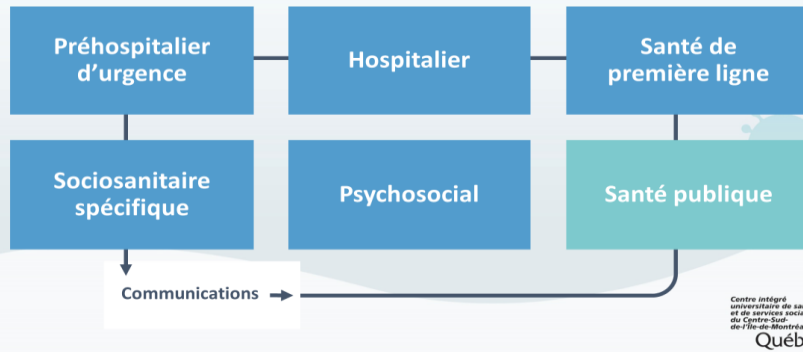 Préhospitalier
d'urgence
Hospitalier
Santé de
première ligne
Sociosanitaire
spécifique
Psychosocial
Santé publique
Communications
Centre intégré
universitaire de
et de services
du Centre-Sud-
de-l'Île-de-Montréal